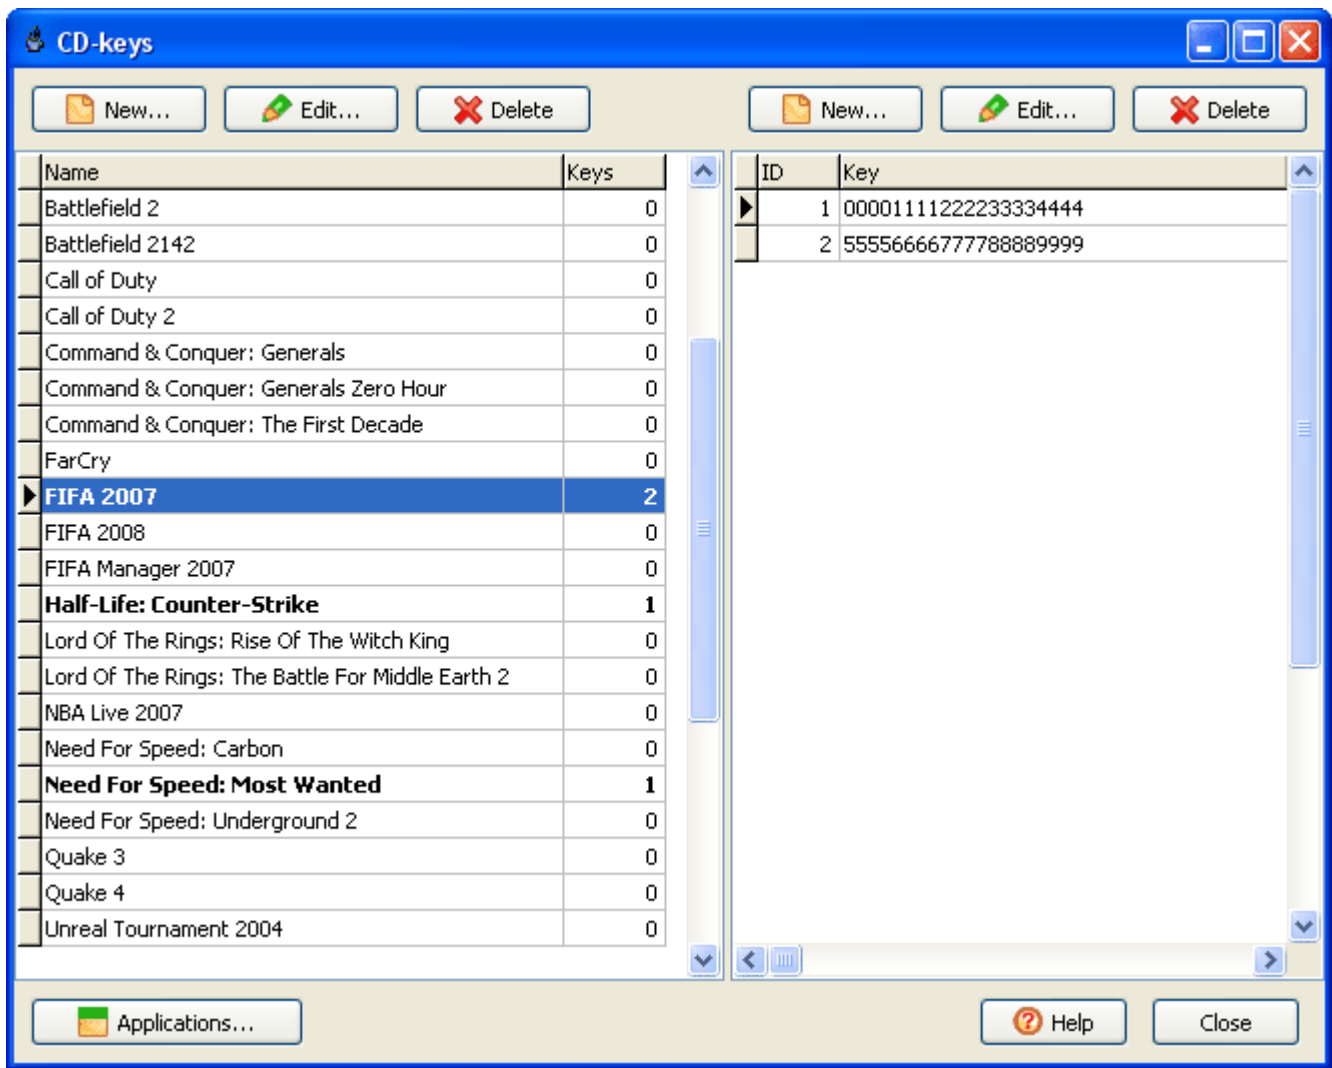 CD-keys
New... Edit... Delete New... Edit... Delete
Name Keys ID Key
Battlefield 2 0 1 00001111222233334444
Battlefield 2142 0 2 55556666777788889999
Call of Duty 0
Call of Duty 2 0
Command & Conquer: Generals 0
Command & Conquer: Generals Zero Hour 0
Command & Conquer: The First Decade 0
FarCry 0
FIFA 2007 2
FIFA 2008 0
FIFA Manager 2007 0
Half-Life: Counter-Strike 1
Lord Of The Rings: Rise Of The Witch King 0
Lord Of The Rings: The Battle For Middle Earth 2 0
NBA Live 2007 0
Need For Speed: Carbon 0
Need For Speed: Most Wanted 1
Need For Speed: Underground 2 0
Quake 3 0
Quake 4 0
Unreal Tournament 2004 0
Applications... Help Close